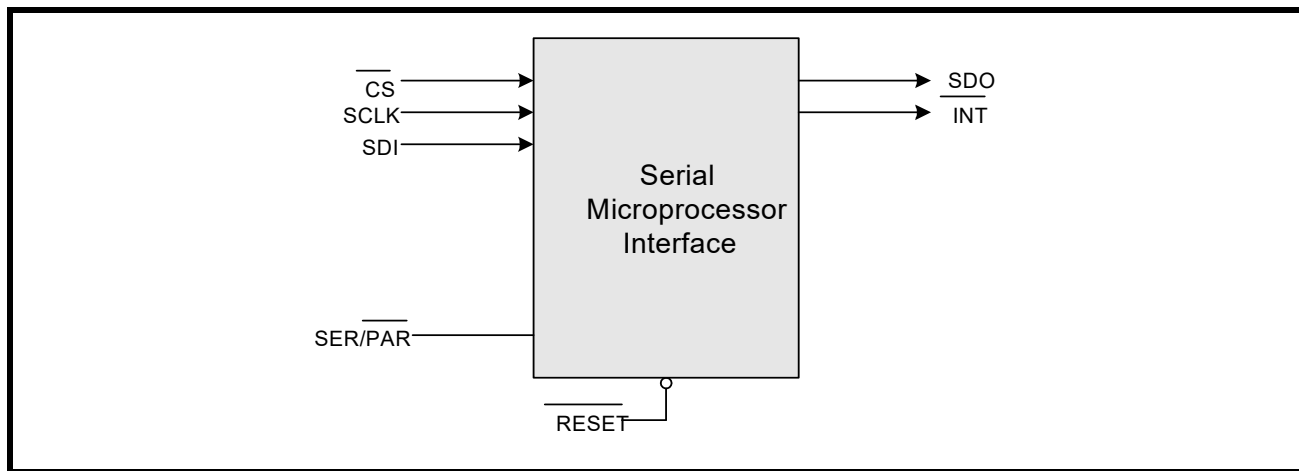 CS
SCLK
SDI
SDO
INT
Serial
Microprocessor
Interface
SER/PAR
RESET